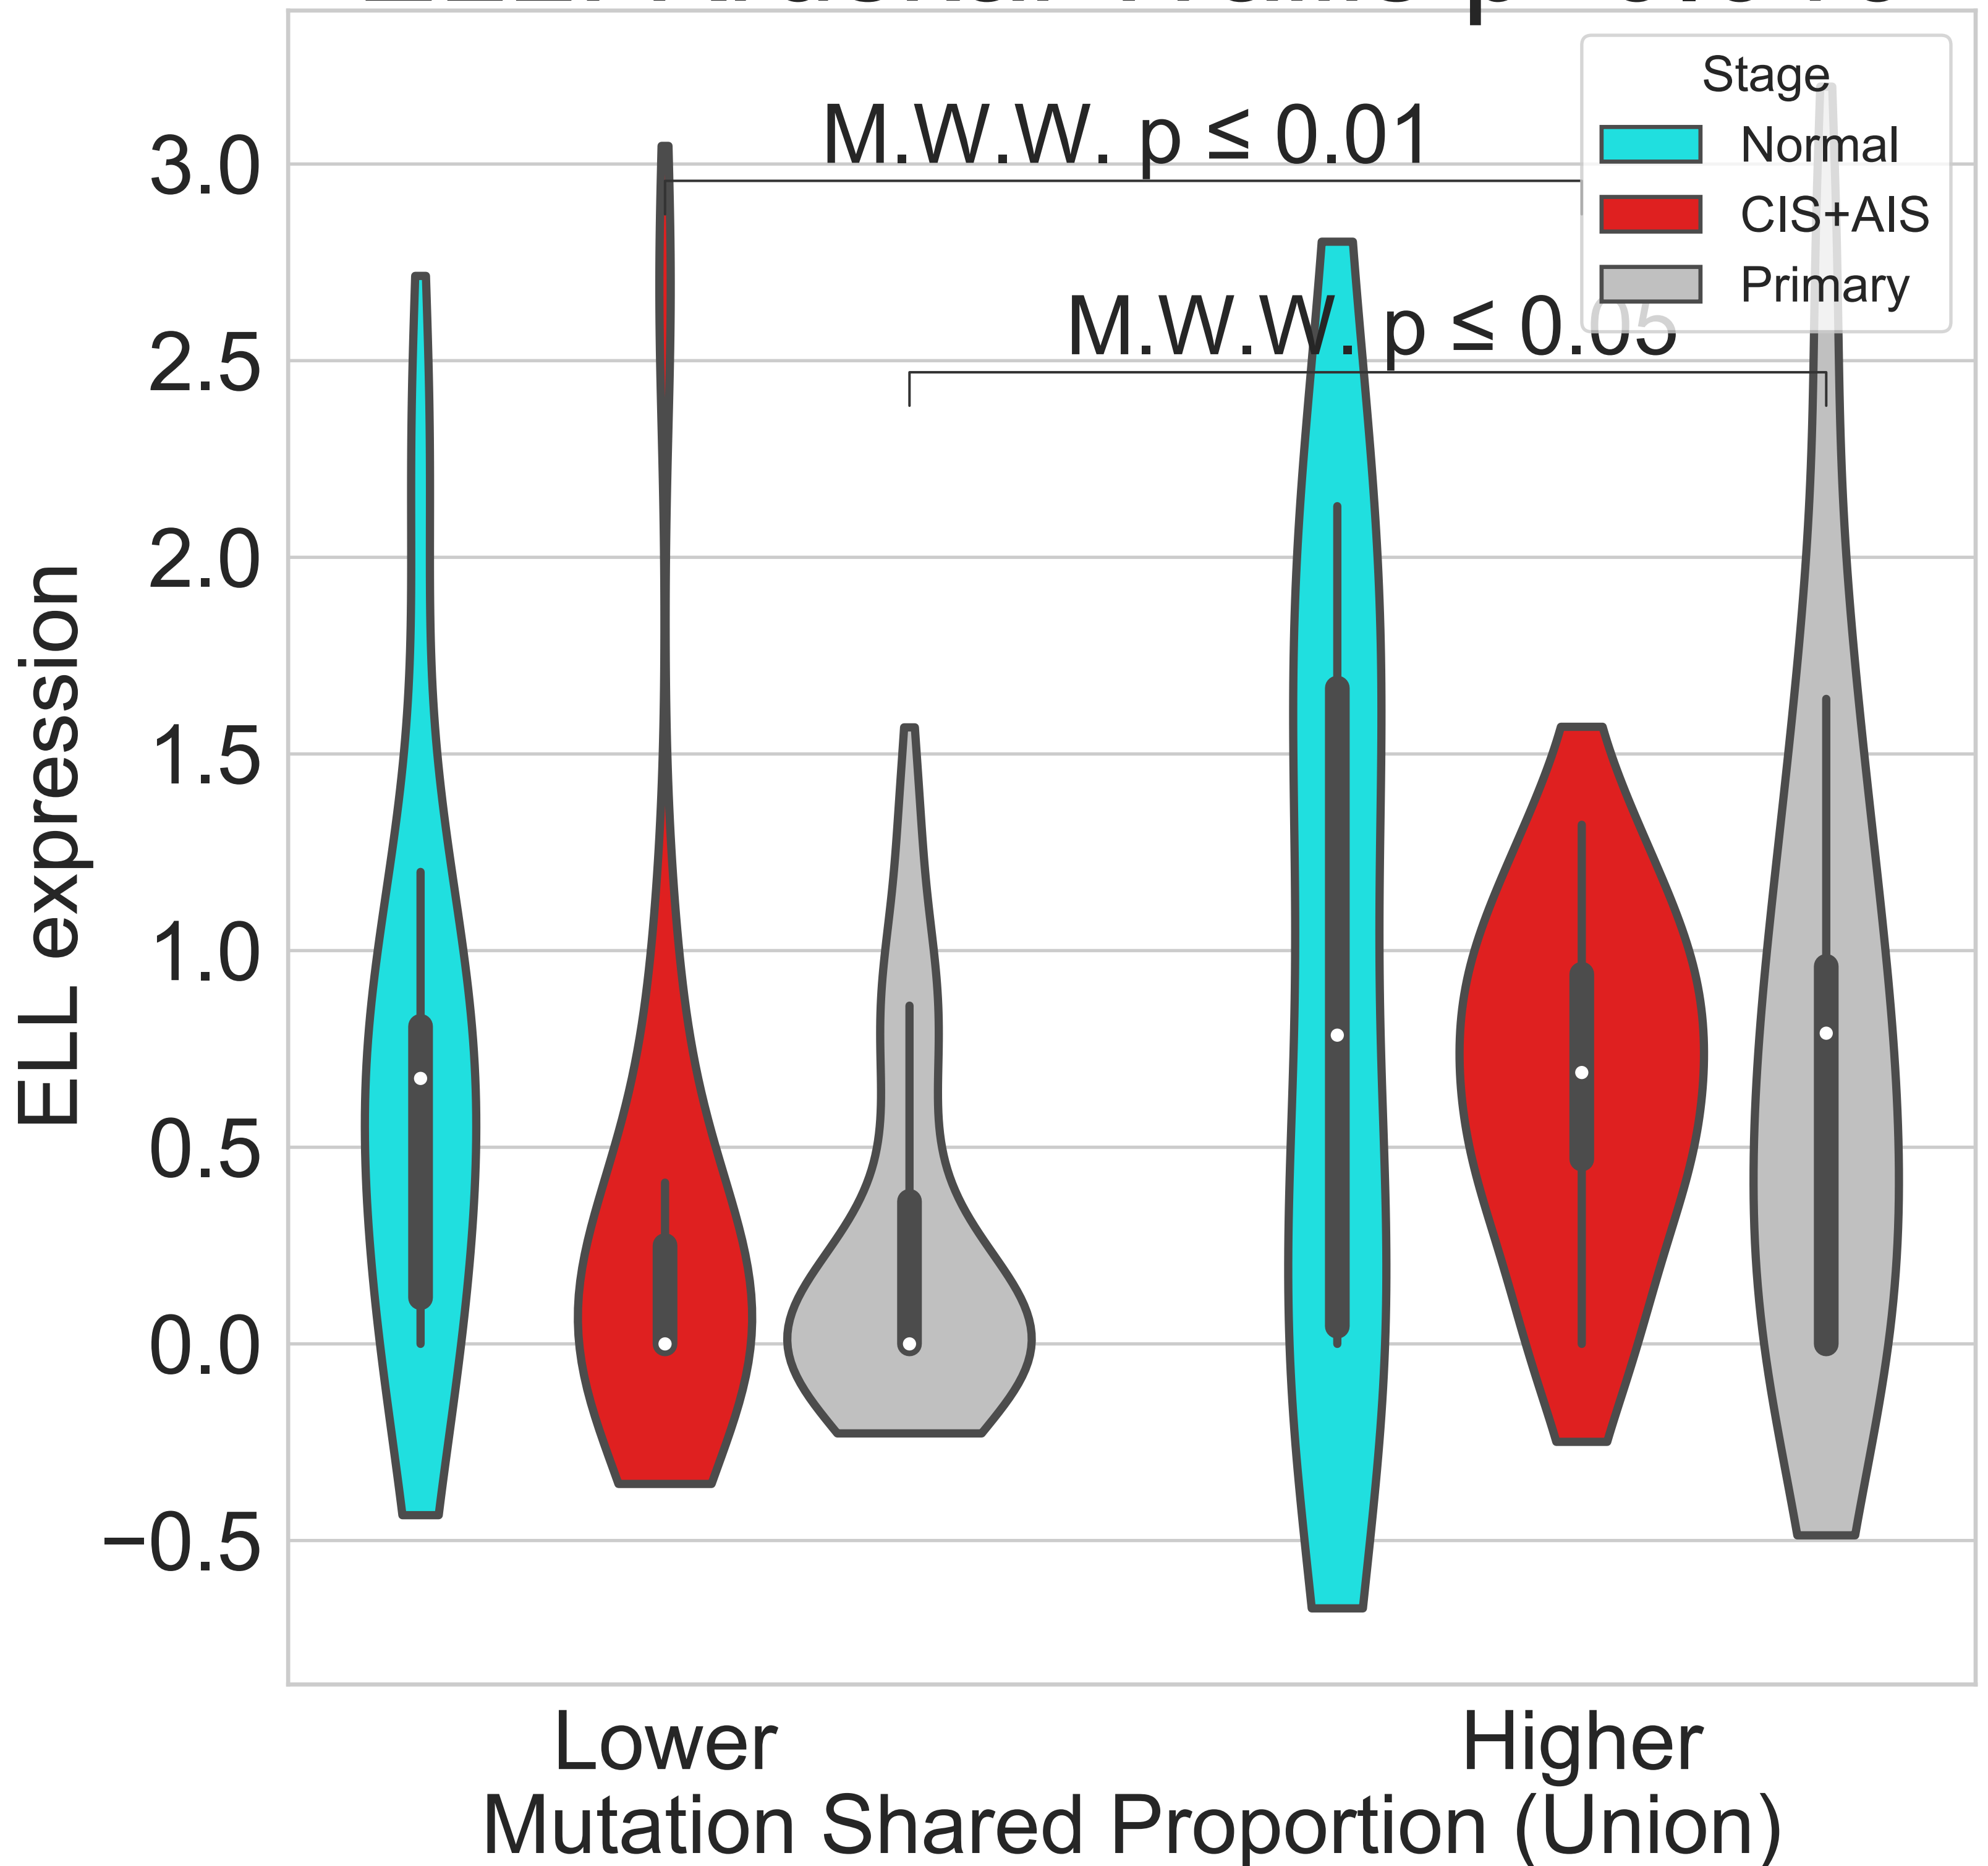 Stage
Normal
CIS+AIS
Primary
M.W.W. p ≤ 0.01
M.W.W. p ≤ 0.05
3.0
2.5
2.0
1.5
1.0
0.5
0.0
−0.5
ELL expression
Lower
Higher
Mutation Shared Proportion (Union)